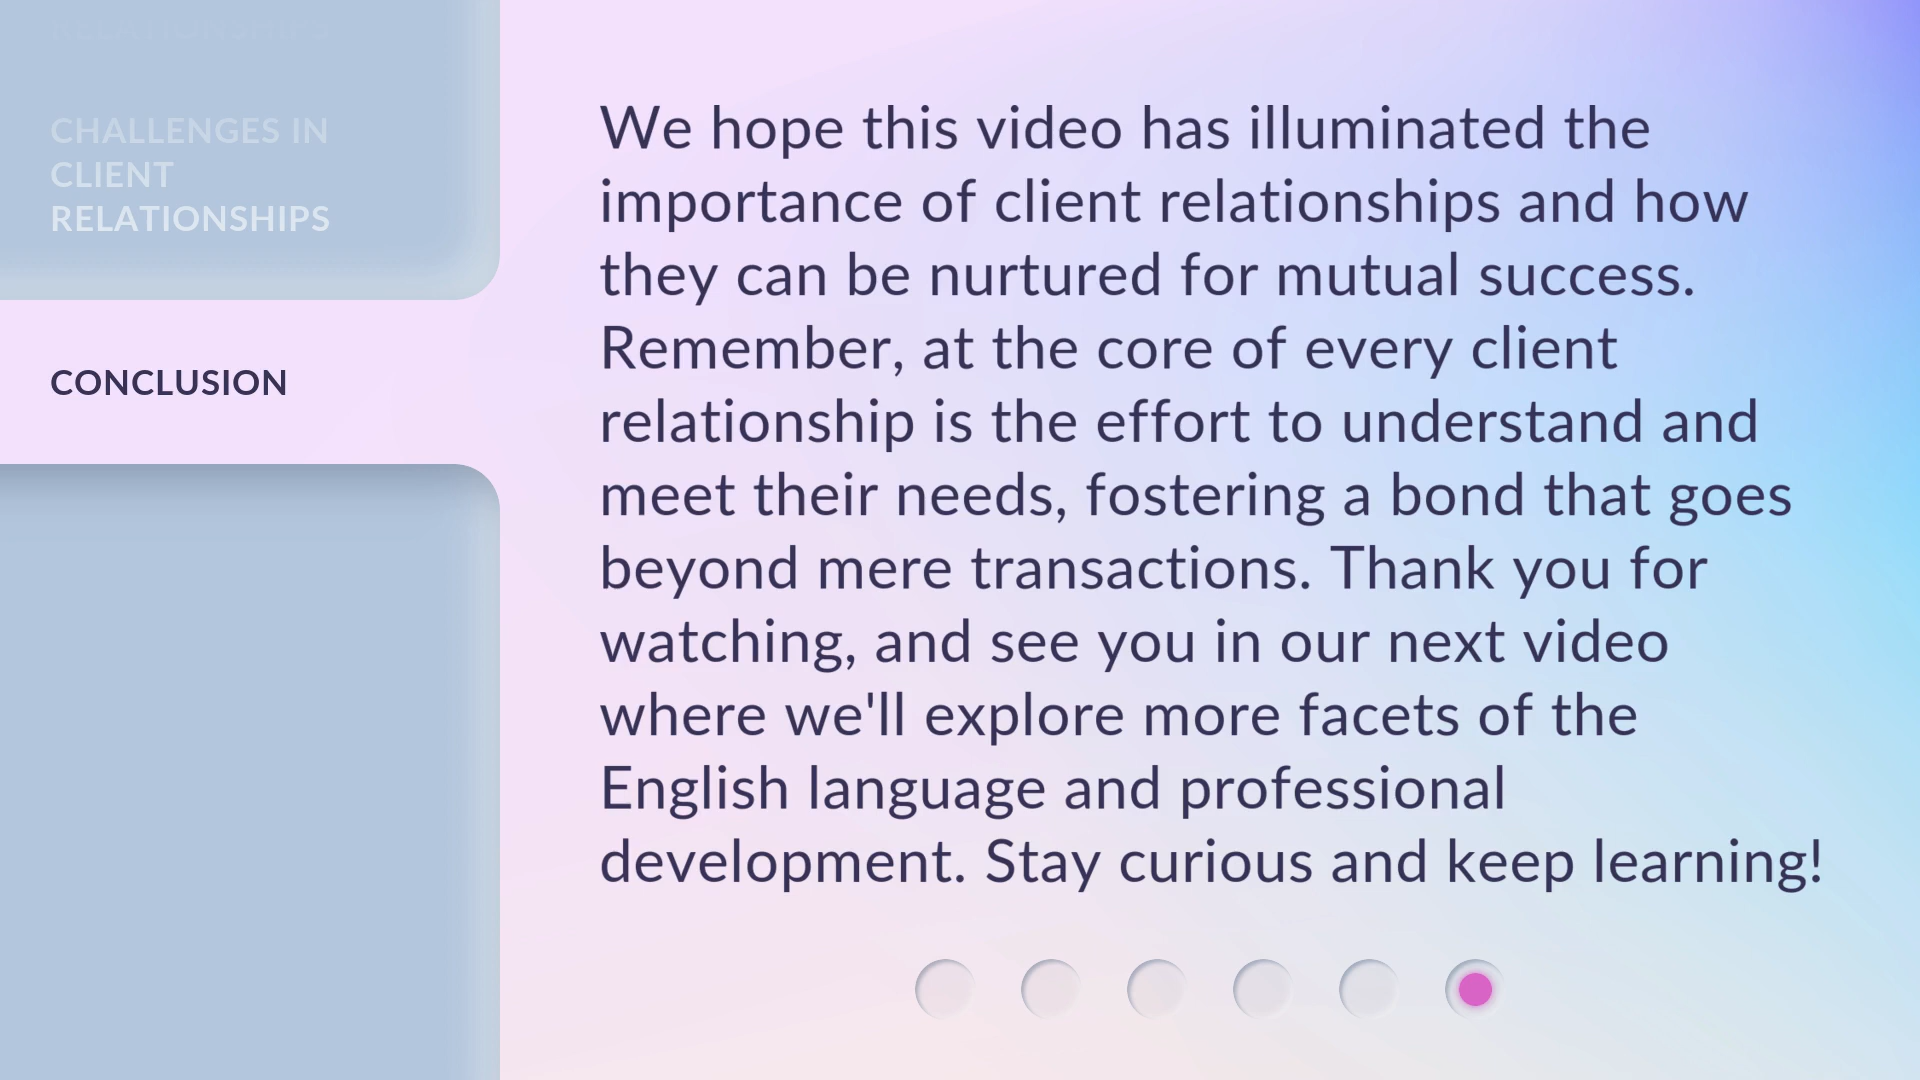 RELATIONSHIPS
CHALLENGES IN
CLIENT
RELATIONSHIPS
CONCLUSION
We hope this video has illuminated the
importance of client relationships and how
they can be nurtured for mutual success.
Remember, at the core of every client
relationship is the effort to understand and
meet their needs, fostering a bond that goes
beyond mere transactions. Thank you for
watching, and see you in our next video
where we'll explore more facets of the
English language and professional
development. Stay curious and keep learning!